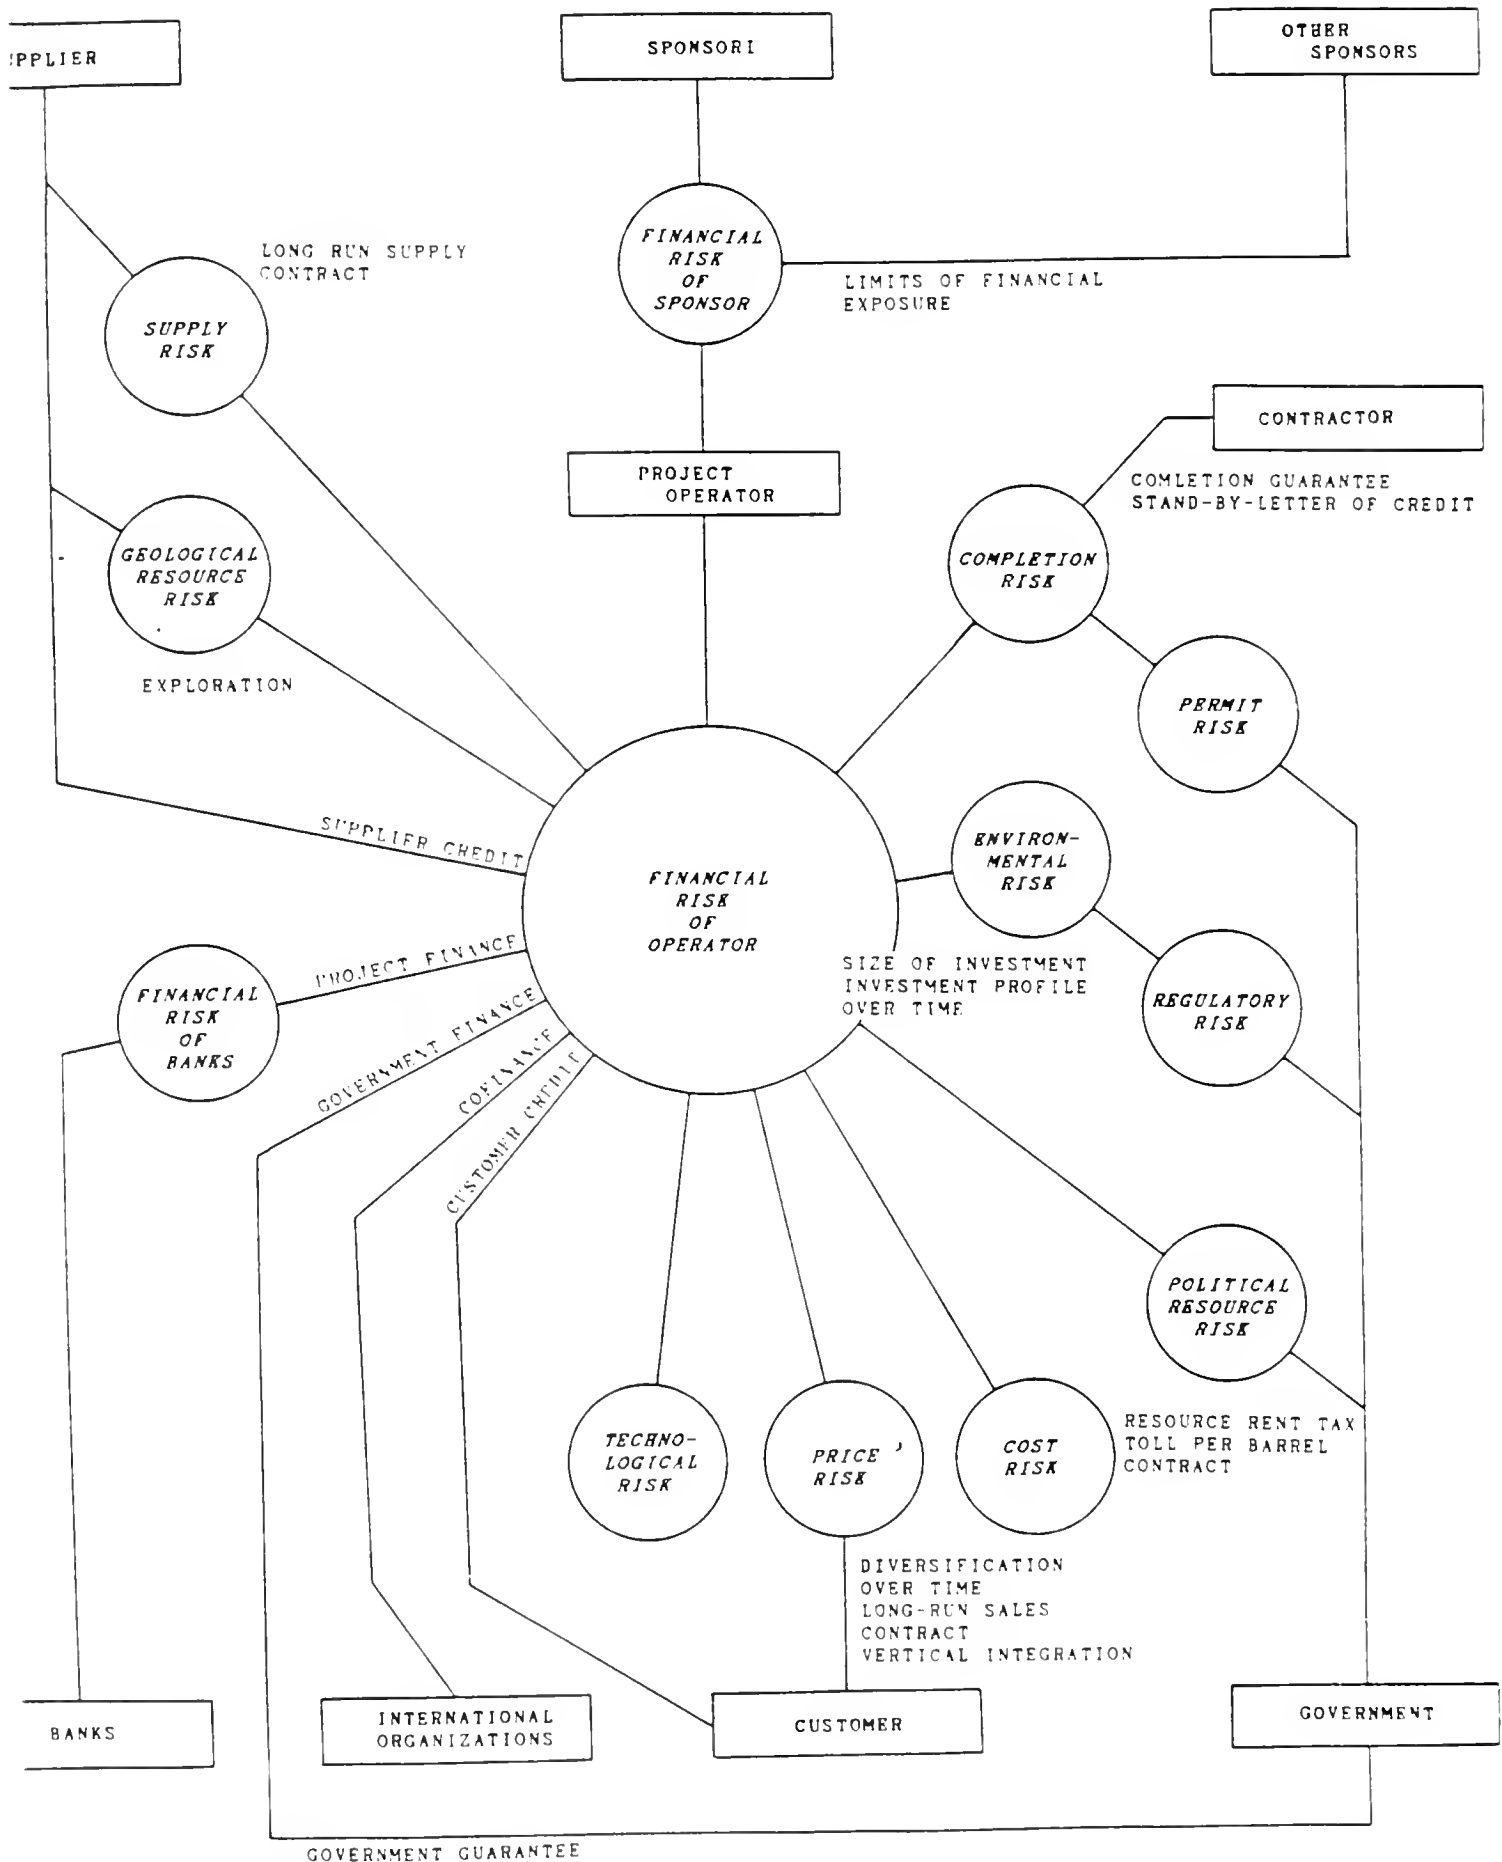 SPONSORI
OTHER
SPONSORS
PPLIER
FINANCIAL
RISK
OF
SPONSOR
LONG RUN SUPPLY
CONTRACT
LIMITS OF FINANCIAL
EXPOSURE
SUPPLY
RISK
CONTRACTOR
PROJECT
OPERATOR
COMLETION GUARANTEE
STAND-BY-LETTER OF CREDIT
GEOLOGICAL
RESOURCE
RISK
COMPLETION
RISK
EXPLORATION
PERMIT
RISK
SUPPLIER CREDIT
ENVIRON-
MENTAL
RISK
FINANCIAL
RISK
OF
OPERATOR
PROJECT FINANCE
SIZE OF INVESTMENT
INVESTMENT PROFILE
OVER TIME
FINANCIAL
RISK
OF
BANKS
REGULATORY
RISK
GOVERNMENT FINANCE
COFINANCE
CUSTOMER CREDIT
POLITICAL
RESOURCE
RISK
TECHNO-
LOGICAL
RISK
PRICE
RISK
COST
RISK
RESOURCE RENT TAX
TOLL PER BARREL
CONTRACT
DIVERSIFICATION
OVER TIME
LONG-RUN SALES
CONTRACT
VERTICAL INTEGRATION
BANKS
INTERNATIONAL
ORGANIZATIONS
CUSTOMER
GOVERNMENT
GOVERNMENT GUARANTEE